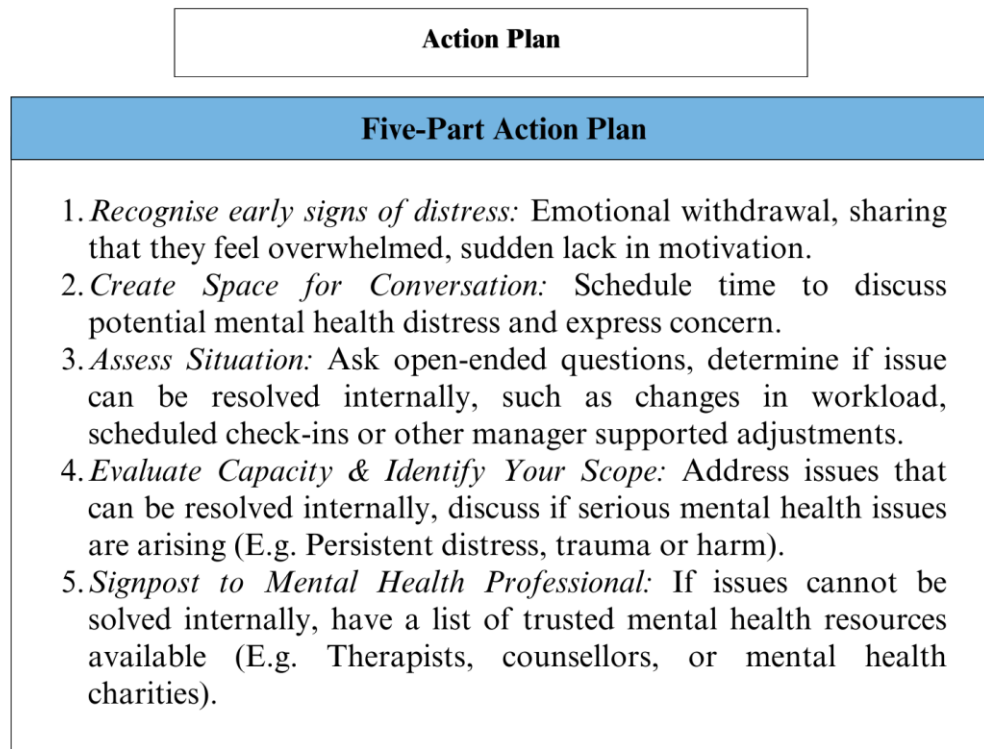 Action Plan
Five-Part Action Plan
1. Recognise early signs of distress: Emotional withdrawal, sharing
that they feel overwhelmed, sudden lack in motivation.
2. Create Space for Conversation: Schedule time to discuss
potential mental health distress and express concern.
3. Assess Situation: Ask open-ended questions, determine if issue
can be resolved internally, such as changes in workload,
scheduled check-ins or other manager supported adjustments.
4. Evaluate Capacity & Identify Your Scope: Address issues that
can be resolved internally, discuss if serious mental health issues
are arising (E.g. Persistent distress, trauma or harm).
5. Signpost to Mental Health Professional: If issues cannot be
solved internally, have a list of trusted mental health resources
available (E.g. Therapists, counsellors, or mental health
charities).